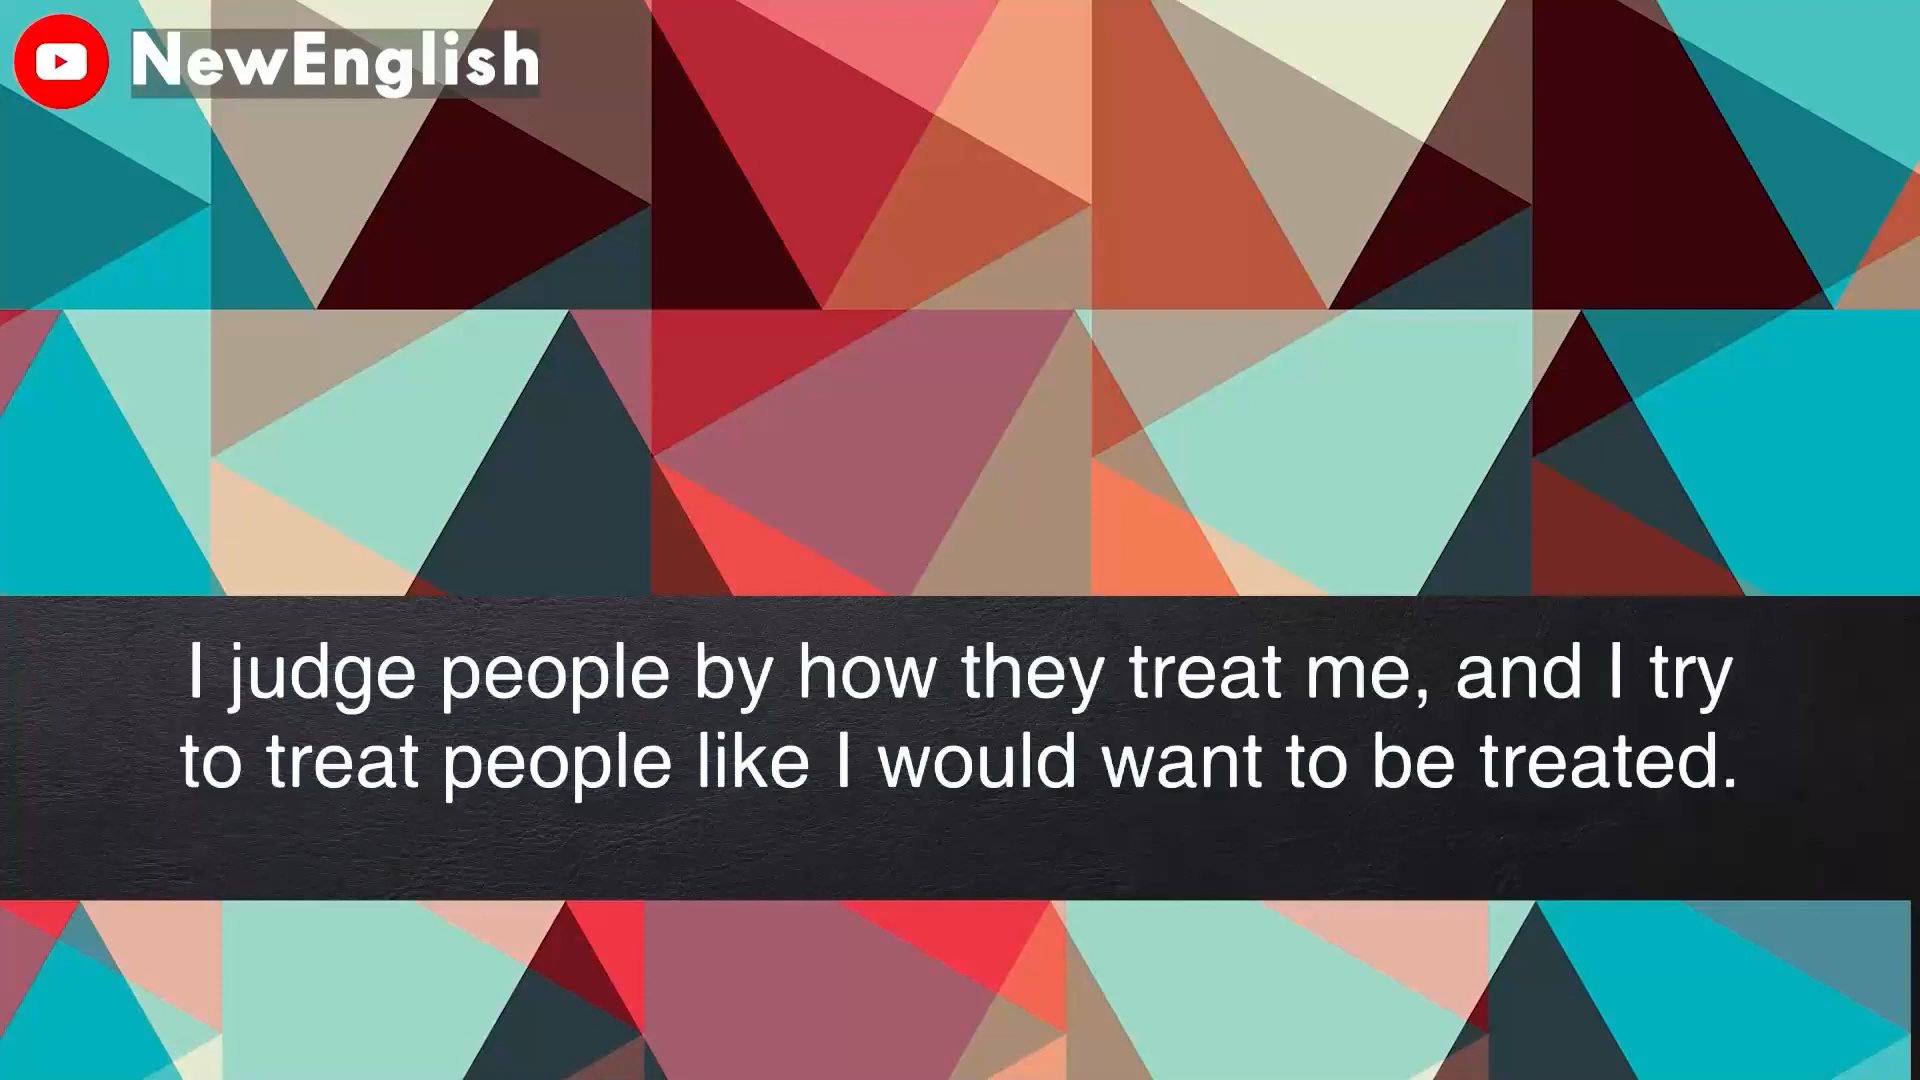 NewEnglish
I judge people by how they treat me, and I try
to treat people like I would want to be treated.